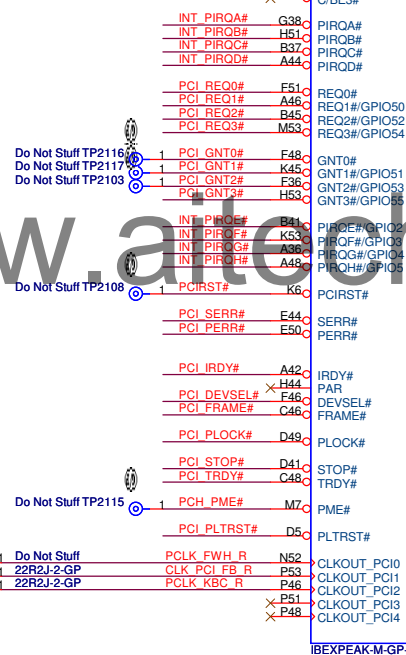 C/BE3#
INT_PIRQA# G38 PIRQA#
INT_PIRQB# H51 PIRQB#
INT_PIRQC# B37 PIRQC#
INT_PIRQD# A44 PIRQD#
PCI_REQ0# F51 REQ0#
PCI_REQ1# A46 REQ1#/GPIO50
PCI_REQ2# B45 REQ2#/GPIO52
PCI_REQ3# M53 REQ3#/GPIO54
Do Not Stuff TP2116 1 PCI_GNT0# F48 GNT0#
Do Not Stuff TP2117 1 PCI_GNT1# K45 GNT1#/GPIO51
Do Not Stuff TP2103 1 PCI_GNT2# F36 GNT2#/GPIO53
PCI_GNT3# H53 GNT3#/GPIO55
INT_PIRQE# B41 PIRQE#/GPIO2
INT_PIRQF# K53 PIRQF#/GPIO3
INT_PIRQG# A36 PIRQG#/GPIO4
INT_PIRQH# A48 PIRQH#/GPIO5
w.aitech
Do Not Stuff TP2108 1 PCIRST# K6 PCIRST#
PCI_SERR# E44 SERR#
PCI_PERR# E50 PERR#
PCI_IRDY# A42 IRDY#
H44 PAR
PCI_DEVSEL# F46 DEVSEL#
PCI_FRAME# C46 FRAME#
PCI_PLOCK# D49 PLOCK#
PCI_STOP# D41 STOP#
PCI_TRDY# C48 TRDY#
Do Not Stuff TP2115 1 PCH_PME# M7 PME#
PCI_PLTRST# D5 PLTRST#
1 Do Not Stuff PCLK_FWH_R N52 CLKOUT_PCI0
1 22R2J-2-GP CLK_PCI_FB_R P53 CLKOUT_PCI1
1 22R2J-2-GP PCLK_KBC_R P46 CLKOUT_PCI2
P51 CLKOUT_PCI3
P48 CLKOUT_PCI4
IBEXPEAK-M-GP-